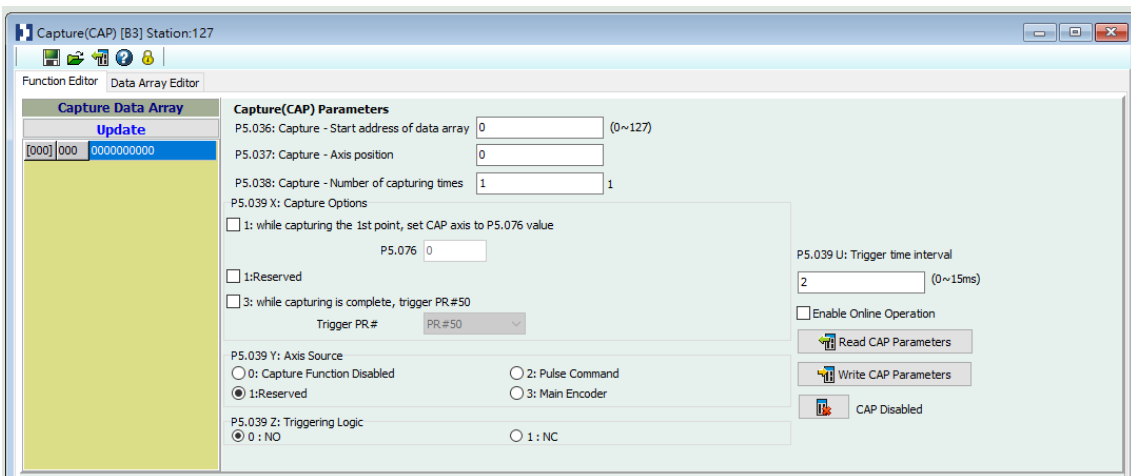 Capture(CAP) [B3] Station:127
Function Editor Data Array Editor
Capture Data Array
Update
[000] 000 0000000000
Capture(CAP) Parameters
P5.036: Capture - Start address of data array 0 (0~127)
P5.037: Capture - Axis position 0
P5.038: Capture - Number of capturing times 1 1
P5.039 X: Capture Options
1: while capturing the 1st point, set CAP axis to P5.076 value
P5.076 0
1:Reserved
3: while capturing is complete, trigger PR#50
Trigger PR# PR#50
P5.039 Y: Axis Source
0: Capture Function Disabled 2: Pulse Command
1:Reserved 3: Main Encoder
P5.039 Z: Triggering Logic
0 : NO 1 : NC
P5.039 U: Trigger time interval
2 (0~15ms)
Enable Online Operation
Read CAP Parameters
Write CAP Parameters
CAP Disabled